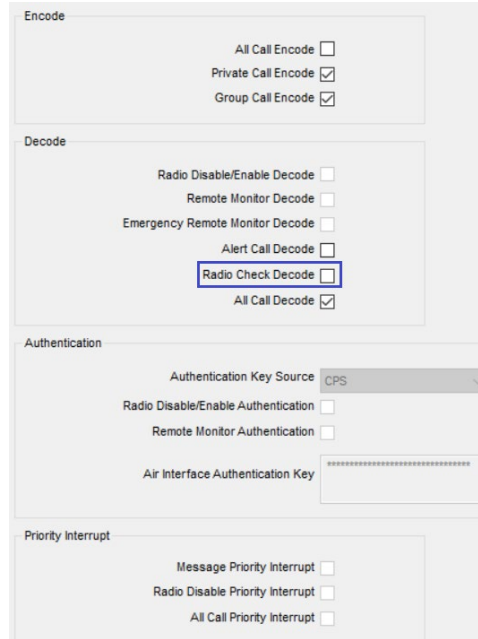 Encode
All Call Encode
Private Call Encode
Group Call Encode
Decode
Radio Disable/Enable Decode
Remote Monitor Decode
Emergency Remote Monitor Decode
Alert Call Decode
Radio Check Decode
All Call Decode
Authentication
Authentication Key Source CPS
Radio Disable/Enable Authentication
Remote Monitor Authentication
Air Interface Authentication Key ********************************
Priority Interrupt
Message Priority Interrupt
Radio Disable Priority Interrupt
All Call Priority Interrupt